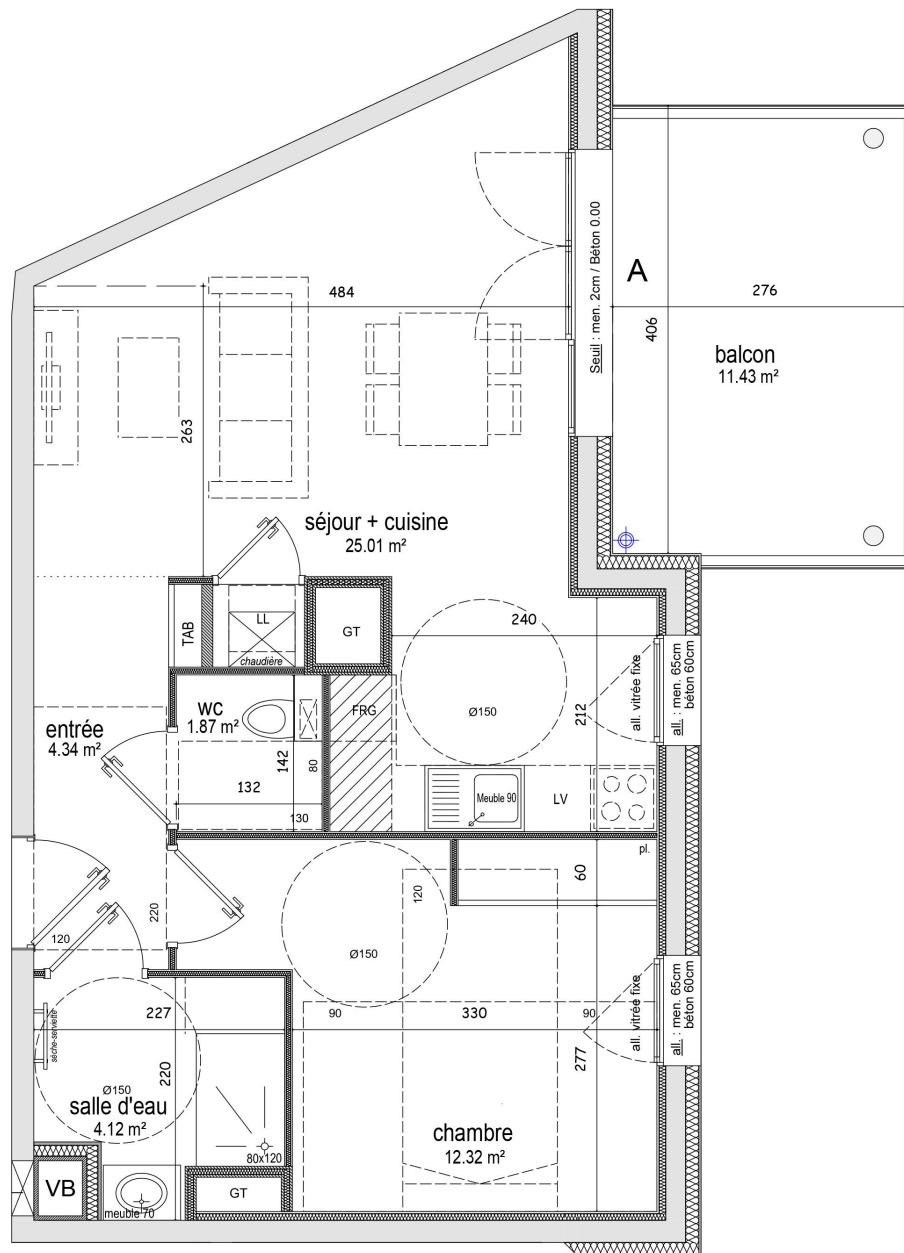 484
Seuil : men. 2cm / Béton 0.00
A
276
406
balcon
11.43 m²
263
séjour + cuisine
25.01 m²
TAB
LL
chaudière
GT
240
all. vitrée fixe
all. : men. 65cm
béton 60cm
wc
1.87 m²
FRG
Ø150
212
entrée
4.34 m²
142
80
132
130
Meuble 90
LV
pl.
60
120
220
120
Ø150
227
90
330
90
all. vitrée fixe
all. : men. 65cm
béton 60cm
sèche-serviette
277
220
Ø150
salle d'eau
4.12 m²
chambre
12.32 m²
80x120
VB
GT
meuble 70